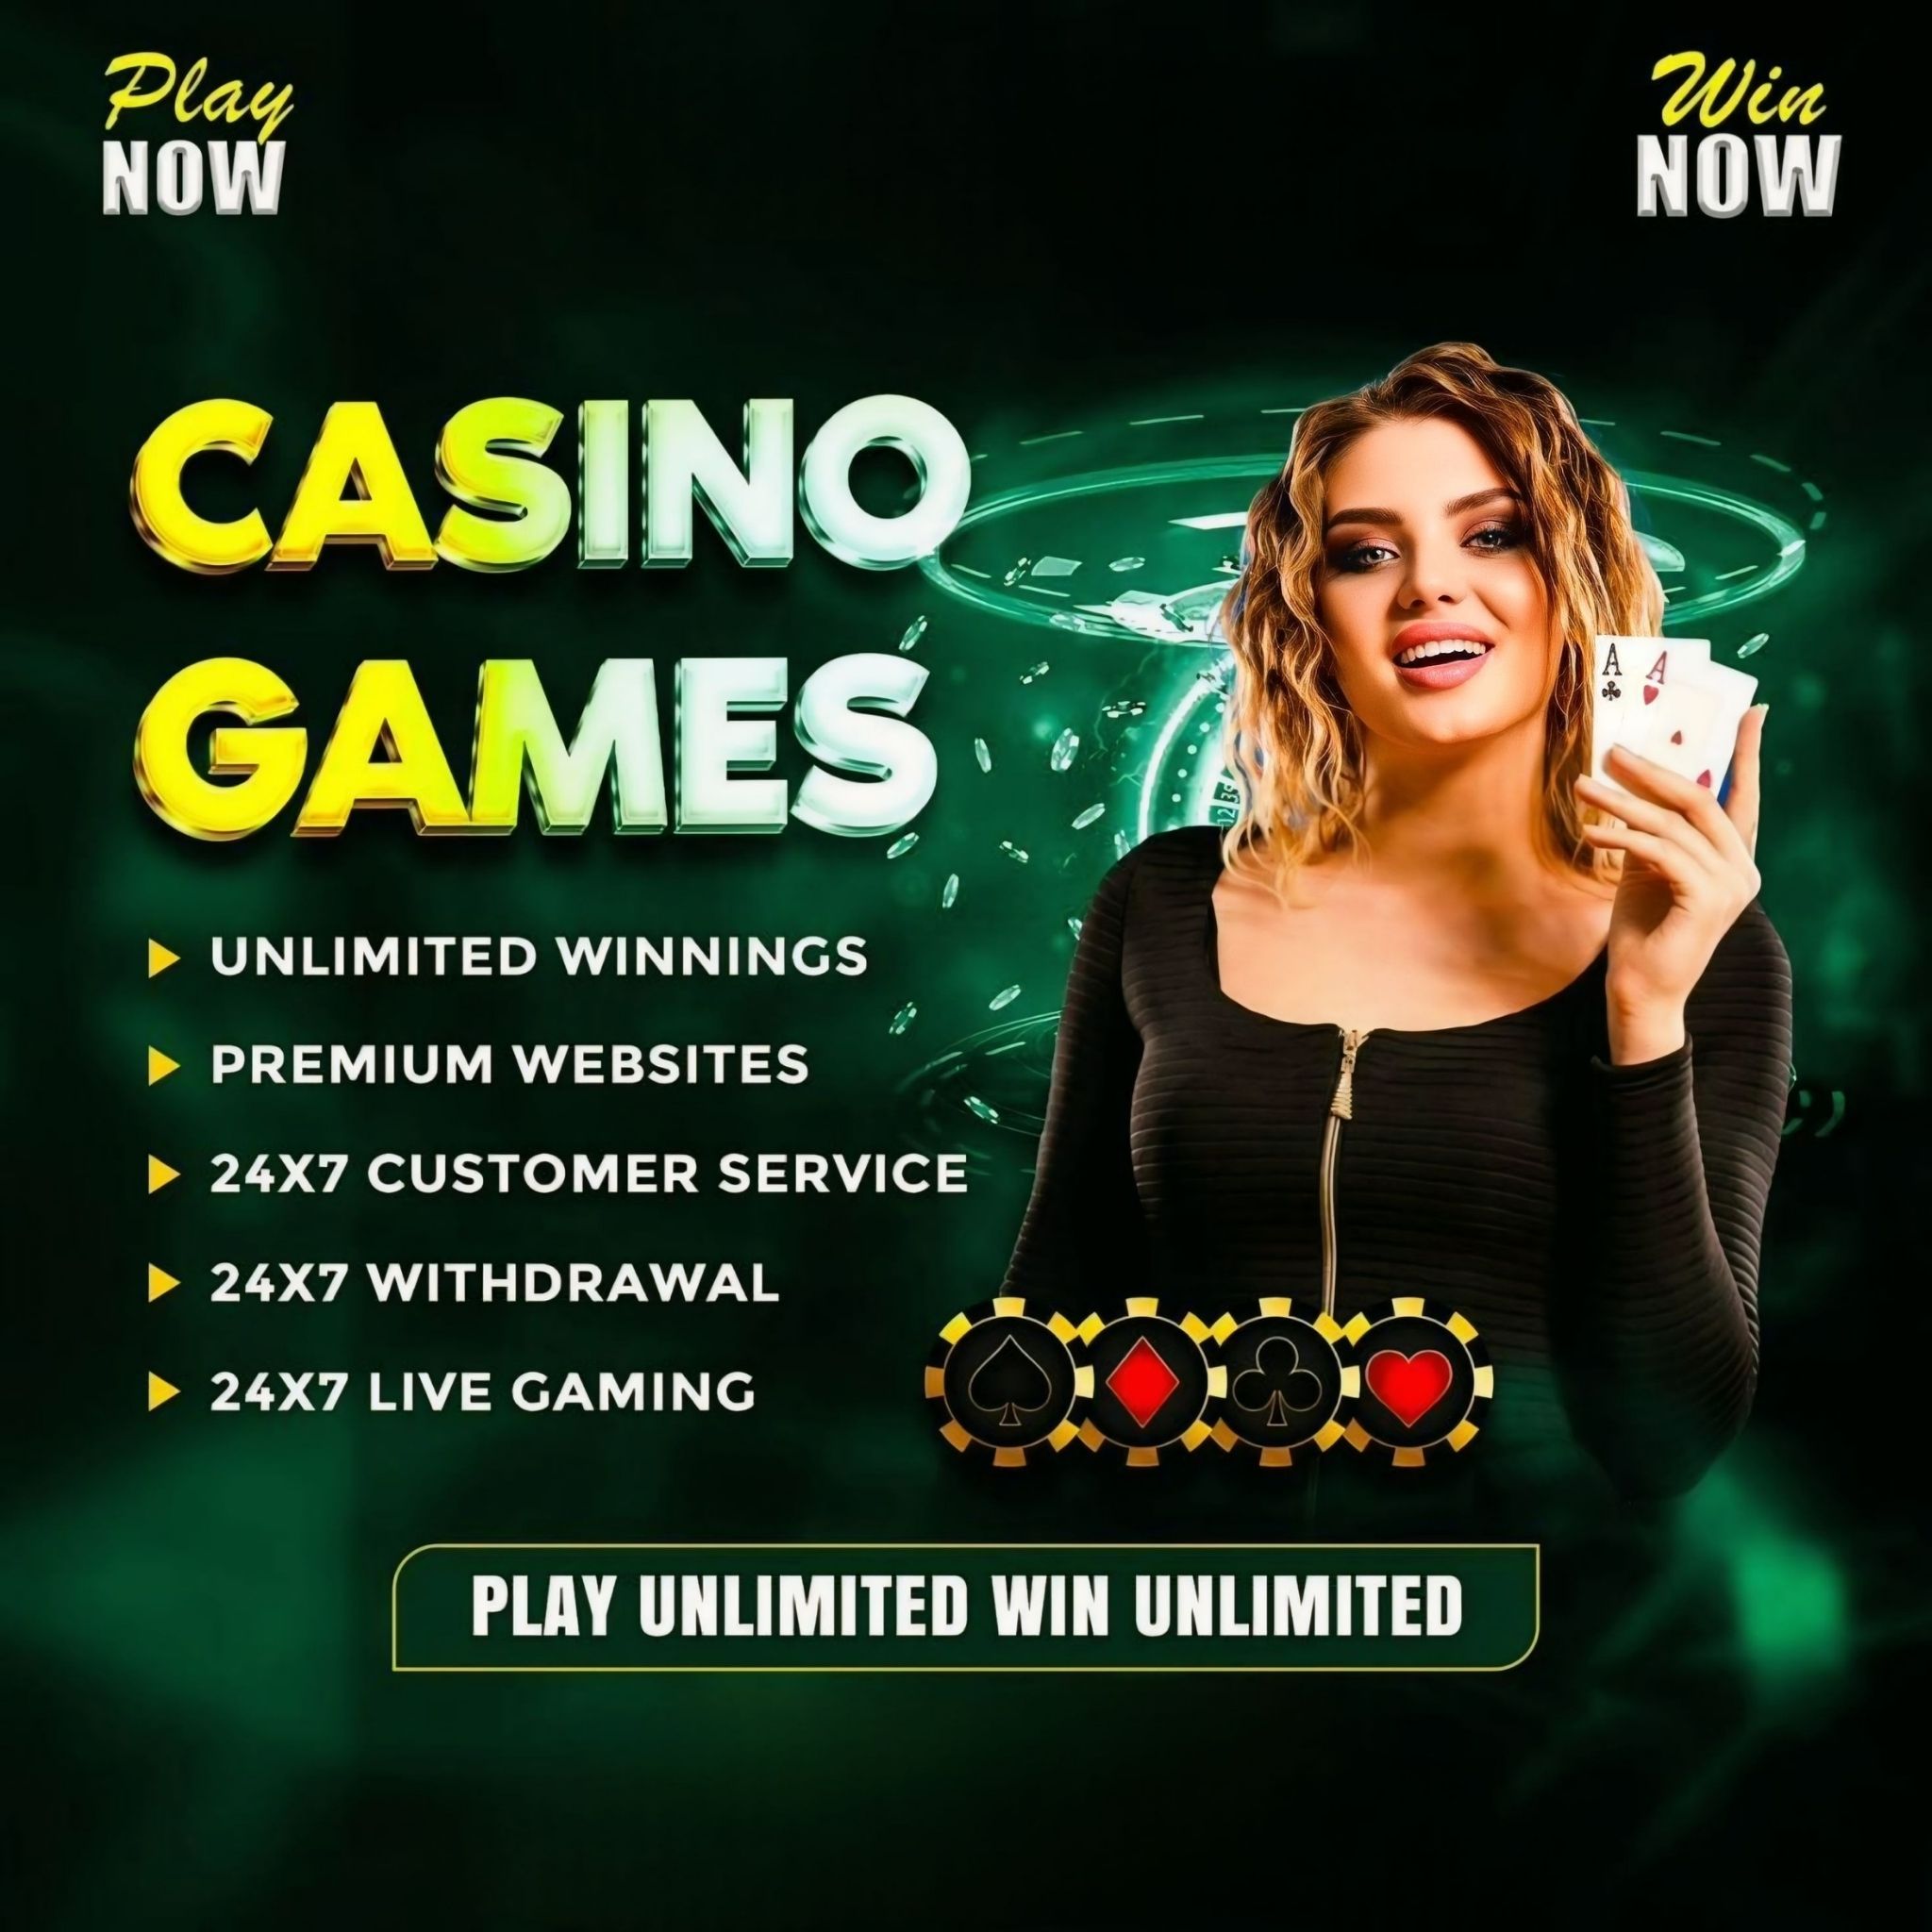 Play
NOW
Win
NOW
CASINO
GAMES
UNLIMITED WINNINGS
PREMIUM WEBSITES
24X7 CUSTOMER SERVICE
24X7 WITHDRAWAL
24X7 LIVE GAMING
A A
PLAY UNLIMITED WIN UNLIMITED